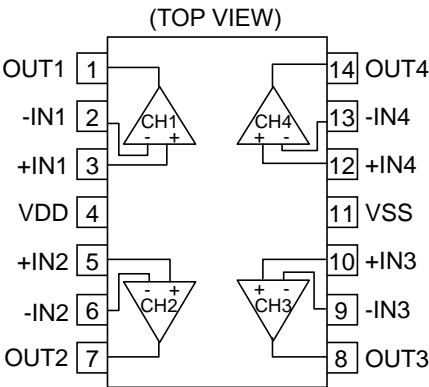 (TOP VIEW)
OUT1 1 14 OUT4
CH1 CH4
-IN1 2 - + + - 13 -IN4
+IN1 3 12 +IN4
VDD 4 11 VSS
+IN2 5 10 +IN3
- + + -
-IN2 6 CH2 CH3 9 -IN3
OUT2 7 8 OUT3